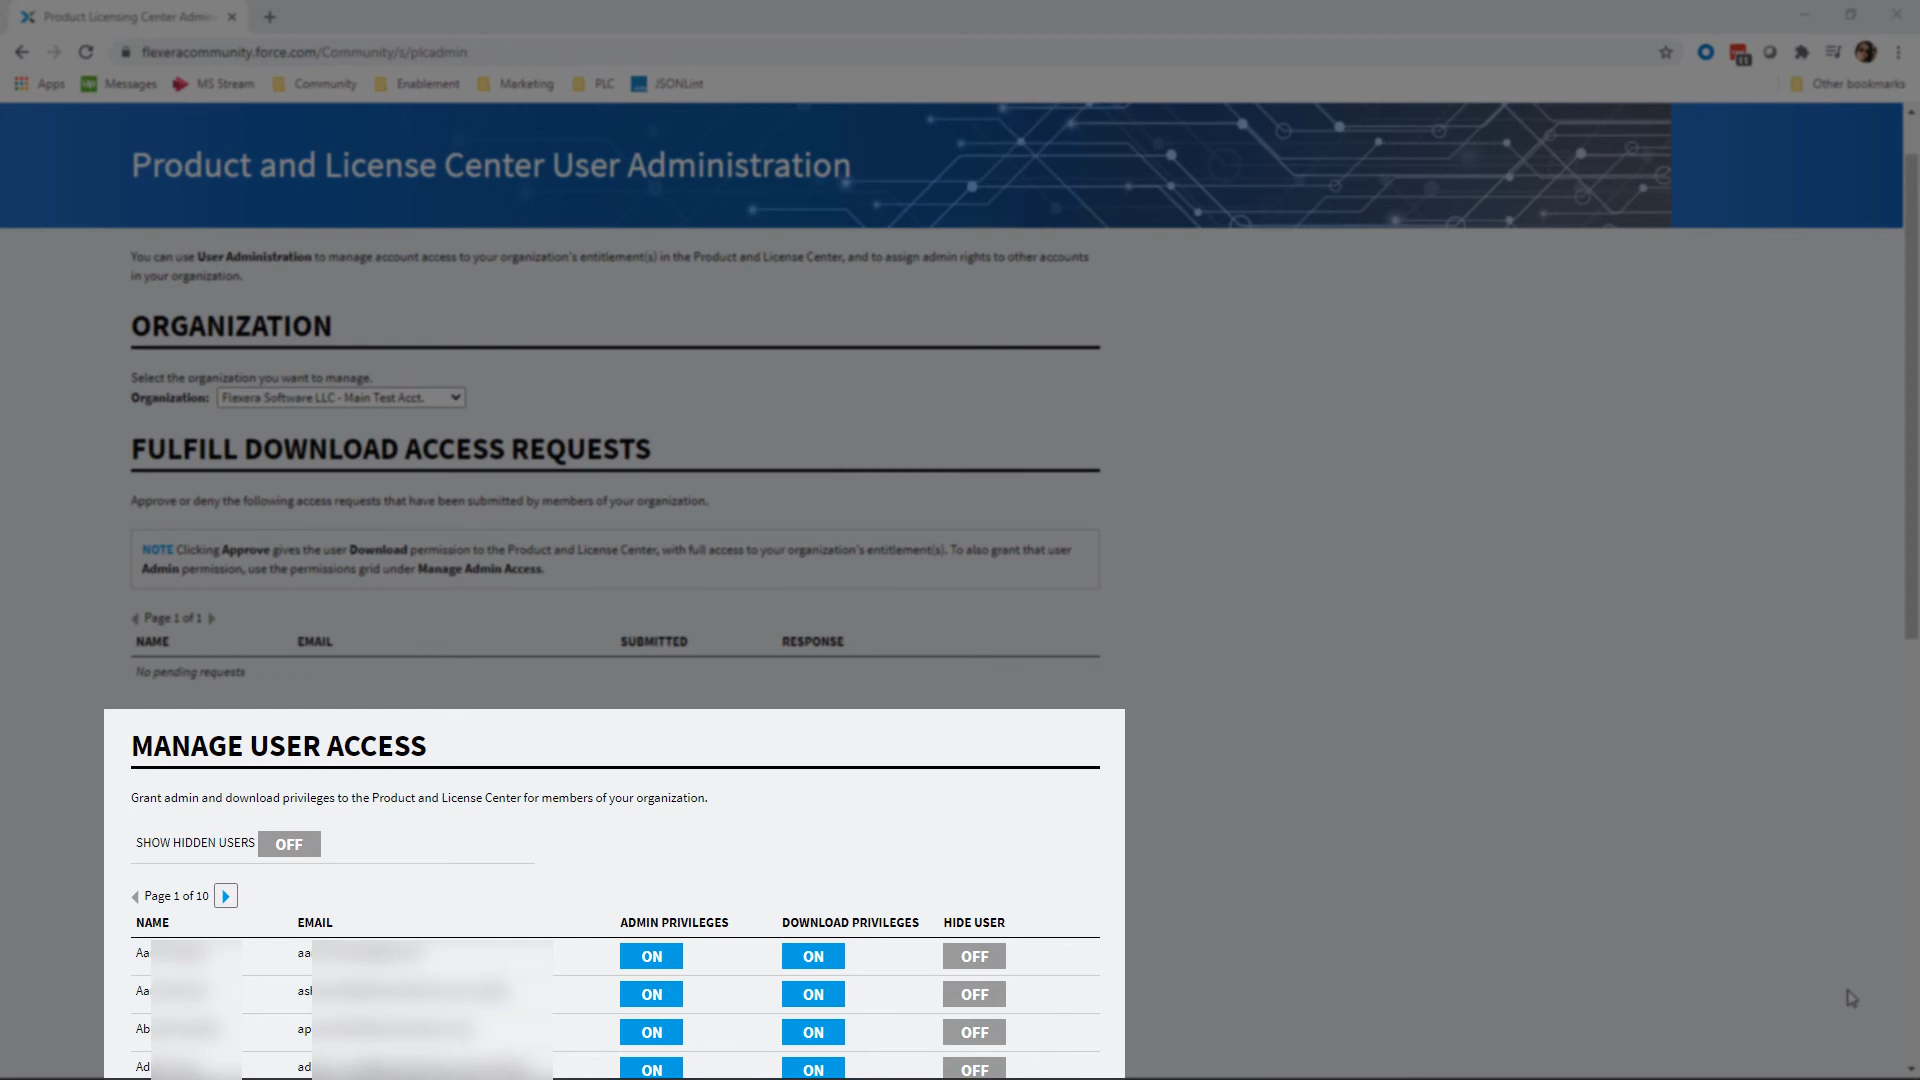 Product Licensing Center Admin
flexeracommunity.force.com/Community/s/plcadmin
11
Apps Messages MS Stream Community Enablement Marketing PLC JSONLint Other bookmarks
Product and License Center User Administration
You can use User Administration to manage account access to your organization's entitlement(s) in the Product and License Center, and to assign admin rights to other accounts
in your organization.
ORGANIZATION
Select the organization you want to manage.
Organization: Flexera Software LLC - Main Test Acct.
FULFILL DOWNLOAD ACCESS REQUESTS
Approve or deny the following access requests that have been submitted by members of your organization.
NOTE Clicking Approve gives the user Download permission to the Product and License Center, with full access to your organization's entitlement(s). To also grant that user
Admin permission, use the permissions grid under Manage Admin Access.
Page 1 of 1
NAME EMAIL SUBMITTED RESPONSE
No pending requests
MANAGE USER ACCESS
Grant admin and download privileges to the Product and License Center for members of your organization.
SHOW HIDDEN USERS OFF
Page 1 of 10
NAME EMAIL ADMIN PRIVILEGES DOWNLOAD PRIVILEGES HIDE USER
Aa aa ON ON OFF
Aa as ON ON OFF
Ab ap ON ON OFF
Ad ad ON ON OFF